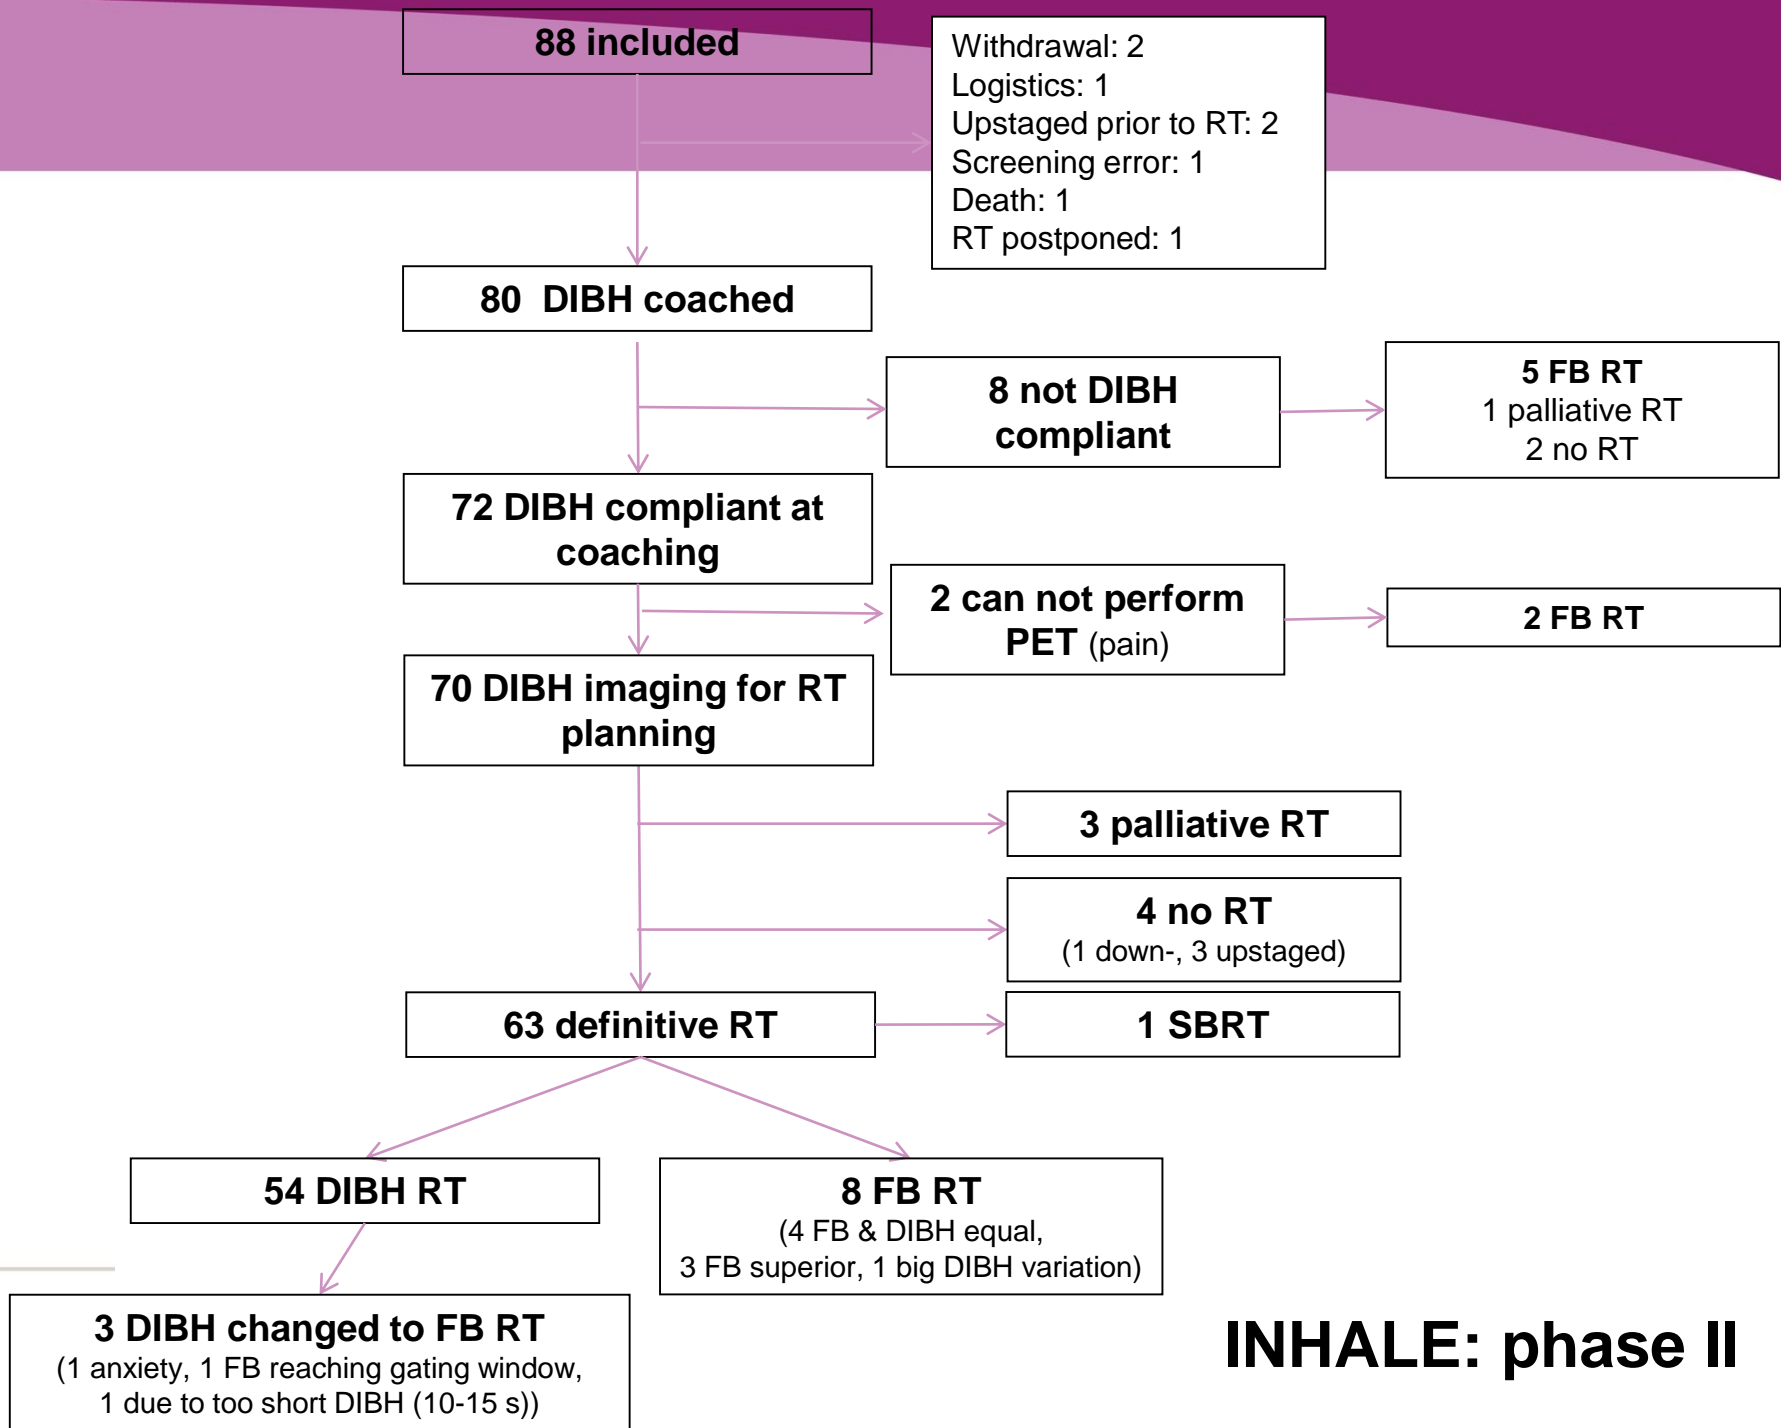 88 included
Withdrawal: 2
Logistics: 1
Upstaged prior to RT: 2
Screening error: 1
Death: 1
RT postponed: 1
80 DIBH coached
8 not DIBH
compliant
5 FB RT
1 palliative RT
2 no RT
72 DIBH compliant at
coaching
2 can not perform
PET (pain)
2 FB RT
70 DIBH imaging for RT
planning
3 palliative RT
4 no RT
(1 down-, 3 upstaged)
63 definitive RT
1 SBRT
54 DIBH RT
8 FB RT
(4 FB & DIBH equal,
3 FB superior, 1 big DIBH variation)
3 DIBH changed to FB RT
(1 anxiety, 1 FB reaching gating window,
1 due to too short DIBH (10-15 s))
INHALE: phase II